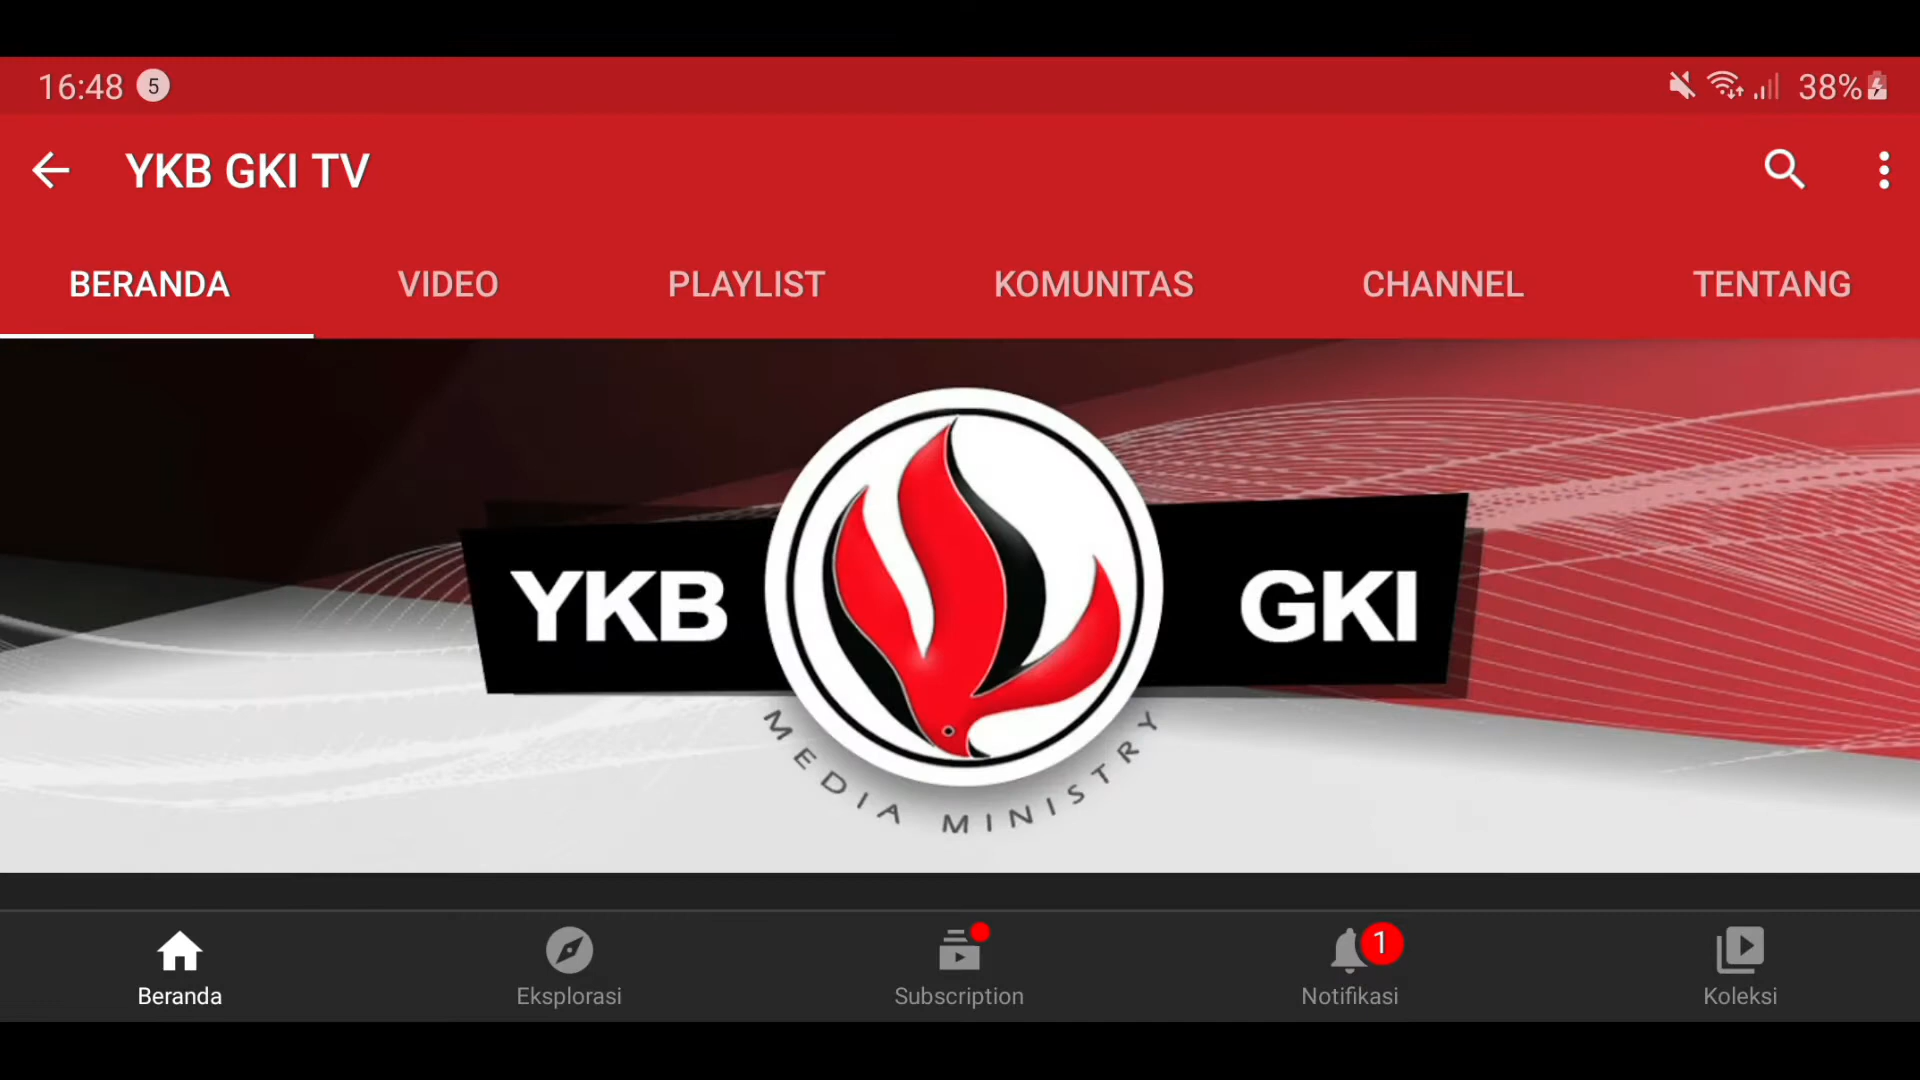 16:48 5 38%
YKB GKI TV
BERANDA VIDEO PLAYLIST KOMUNITAS CHANNEL TENTANG
YKB GKI
MEDIA MINISTRY
1
Beranda Eksplorasi Subscription Notifikasi Koleksi